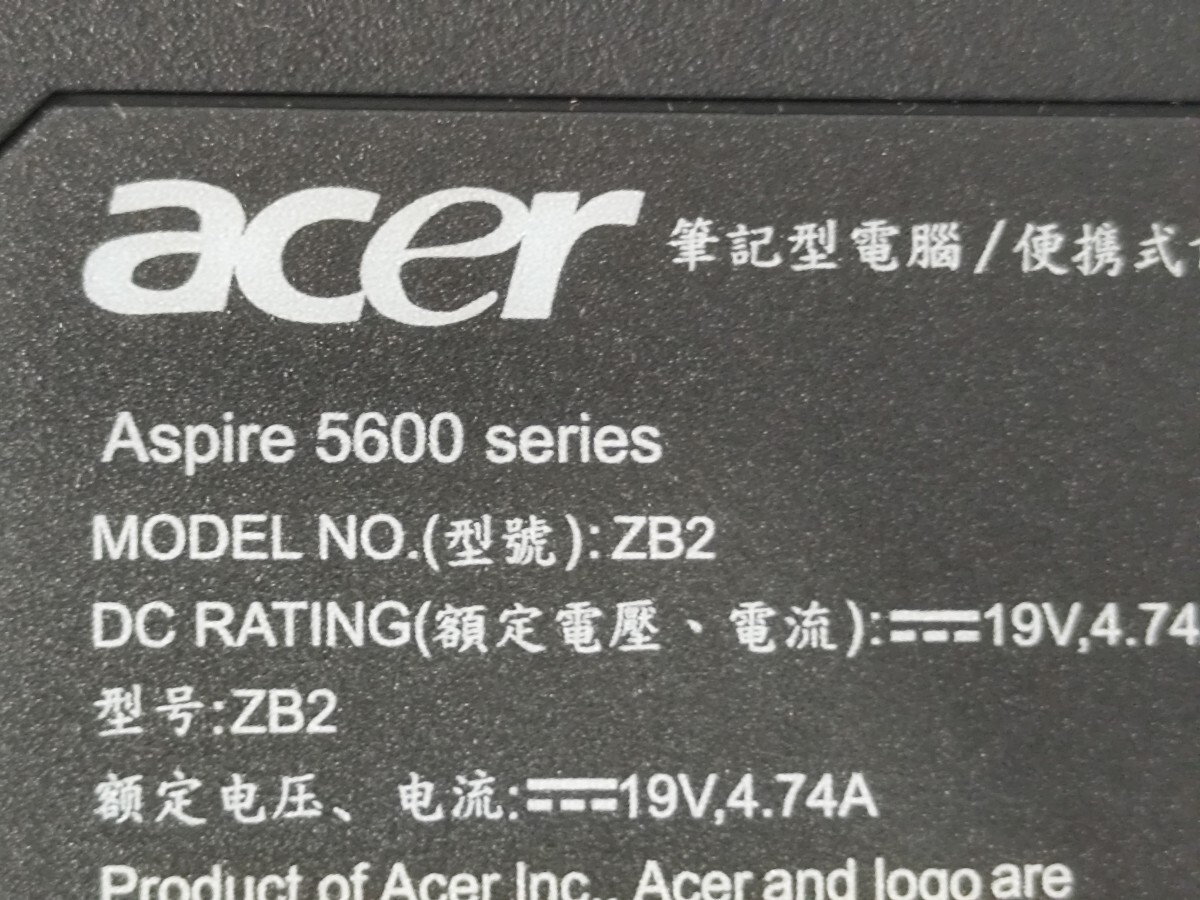 acer 筆記型電腦/便携式
Aspire 5600 series
MODEL NO.(型號):ZB2
DC RATING(額定電壓、電流):⎓19V,4.74
型号:ZB2
额定电压、电流:⎓19V,4.74A
Product of Acer Inc., Acer and logo are